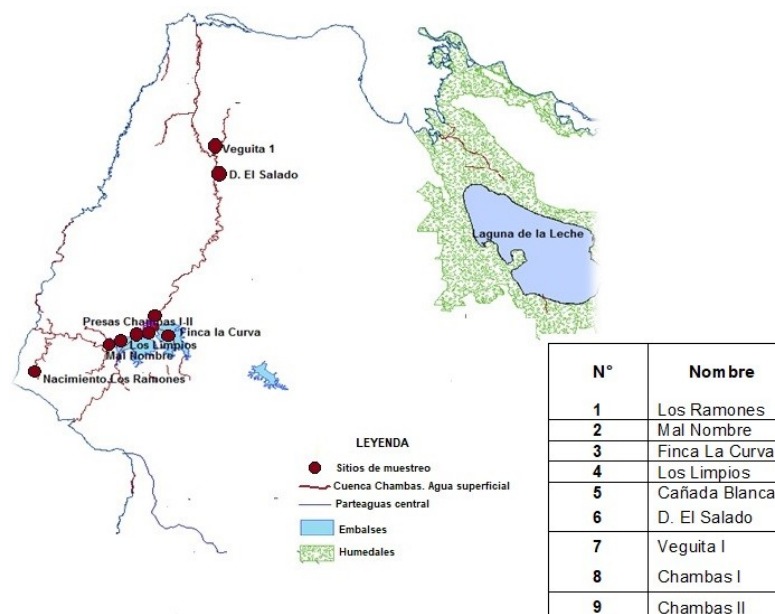 Veguita 1
D. El Salado
Laguna de la Leche
Presas Chambas I-II
Finca la Curva
Los Limpios
Mal Nombre
Nacimiento.Los Ramones
LEYENDA
Sitios de muestreo
Cuenca Chambas. Agua superficial
Parteaguas central
Embalses
Humedales
N° Nombre
1 Los Ramones
2 Mal Nombre
3 Finca La Curva
4 Los Limpios
5 Cañada Blanca
6 D. El Salado
7 Veguita I
8 Chambas I
9 Chambas II